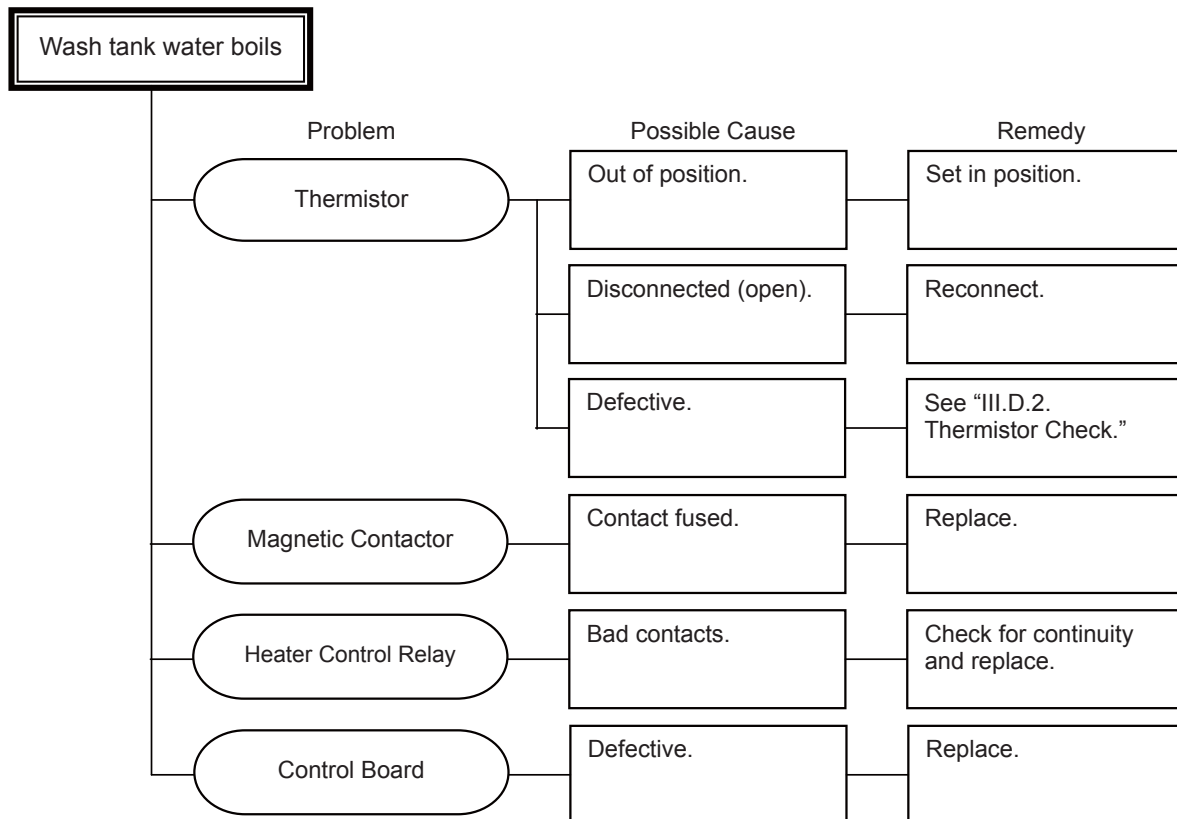 Wash tank water boils
Problem
Possible Cause
Remedy
Thermistor
Out of position.
Set in position.
Disconnected (open).
Reconnect.
Defective.
See “III.D.2.
Thermistor Check.”
Magnetic Contactor
Contact fused.
Replace.
Heater Control Relay
Bad contacts.
Check for continuity
and replace.
Control Board
Defective.
Replace.